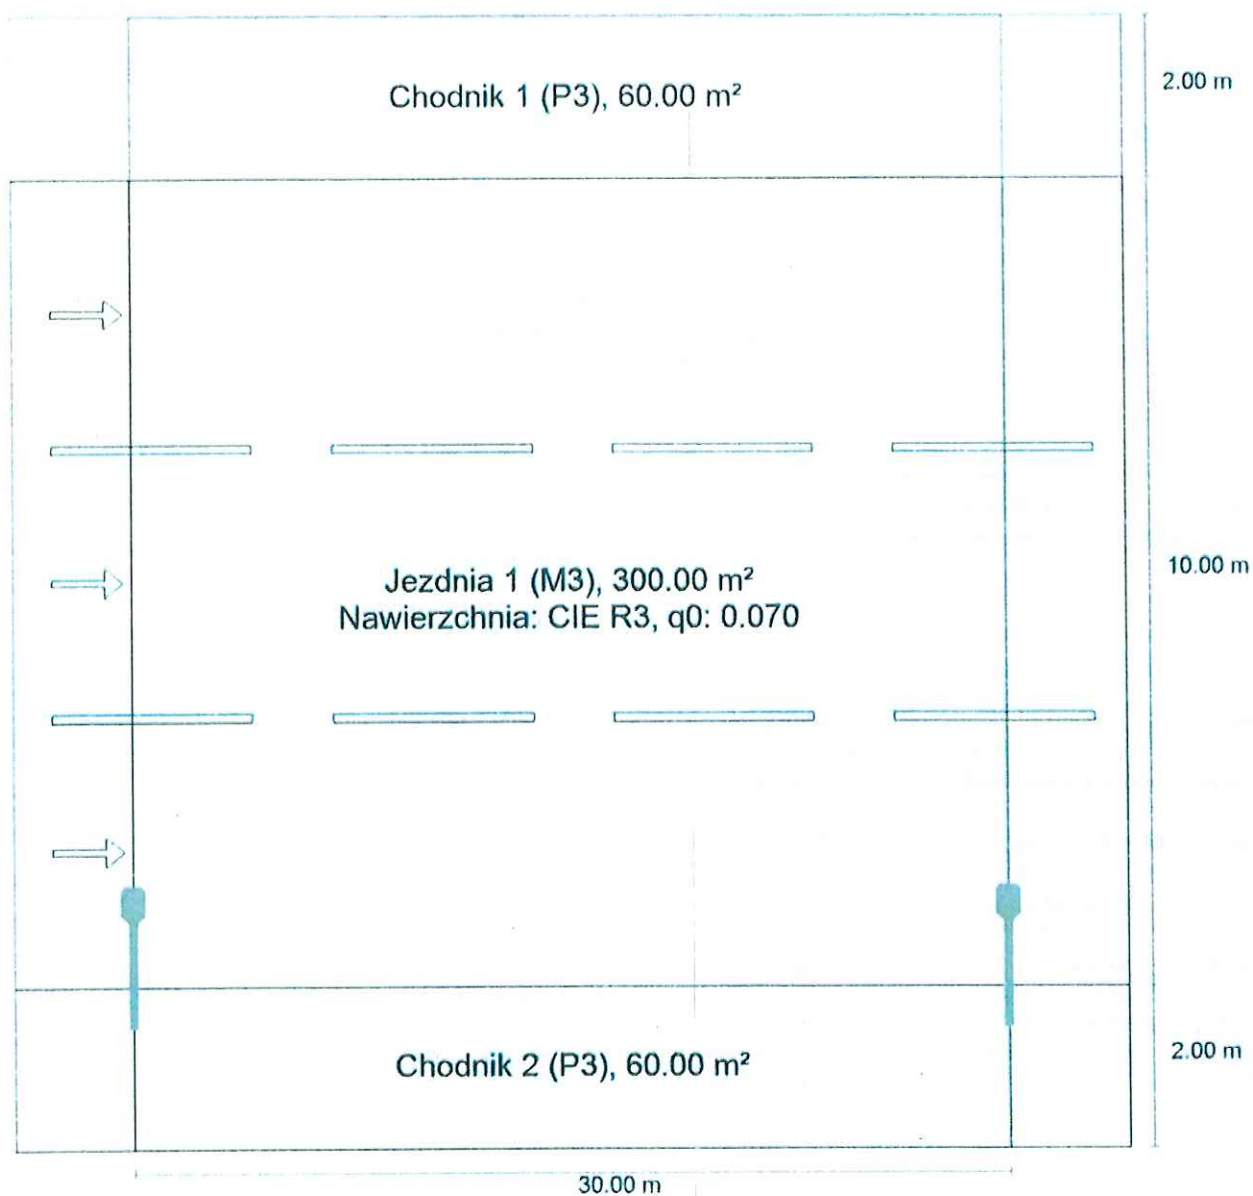 Chodnik 1 (P3), 60.00 m²
2.00 m
Jezdnia 1 (M3), 300.00 m²
Nawierzchnia: CIE R3, q0: 0.070
10.00 m
Chodnik 2 (P3), 60.00 m²
2.00 m
30.00 m